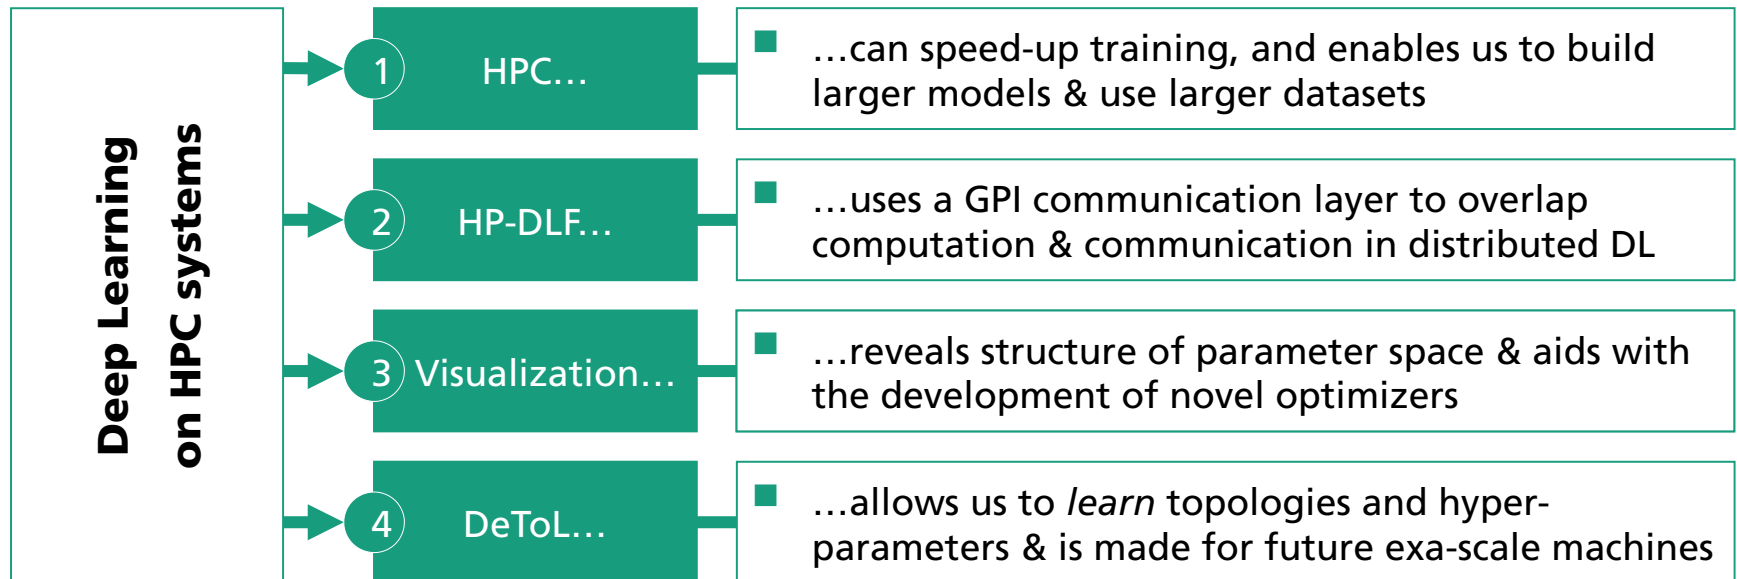 Deep Learning
on HPC systems
1
HPC…
…can speed-up training, and enables us to build
larger models & use larger datasets
2
HP-DLF…
…uses a GPI communication layer to overlap
computation & communication in distributed DL
3
Visualization…
…reveals structure of parameter space & aids with
the development of novel optimizers
4
DeToL…
…allows us to learn topologies and hyper-
parameters & is made for future exa-scale machines